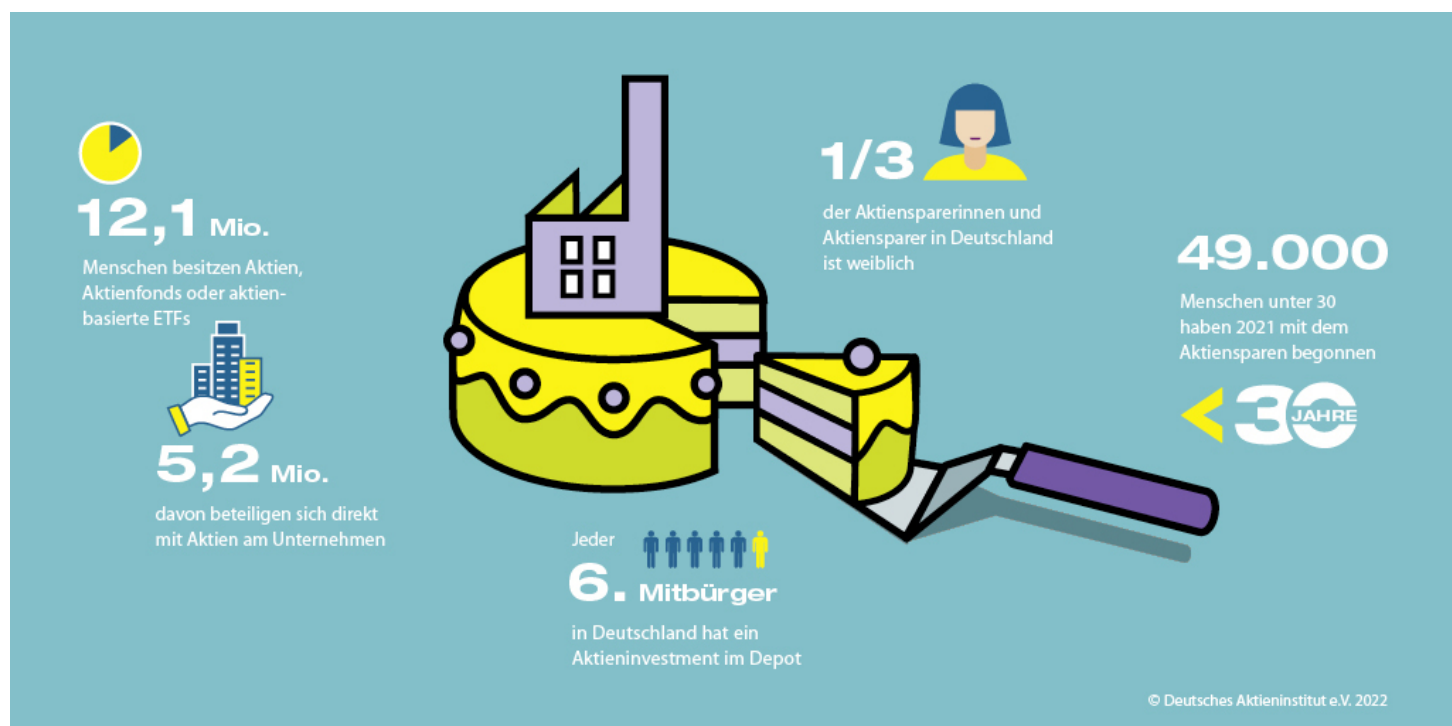 12,1 Mio.
Menschen besitzen Aktien,
Aktienfonds oder aktien-
basierte ETFs
5,2 Mio.
davon beteiligen sich direkt
mit Aktien am Unternehmen
Jeder
6. Mitbürger
in Deutschland hat ein
Aktieninvestment im Depot
1/3
der Aktiensparerinnen und
Aktiensparer in Deutschland
ist weiblich
49.000
Menschen unter 30
haben 2021 mit dem
Aktiensparen begonnen
< 30 JAHRE
© Deutsches Aktieninstitut e.V. 2022